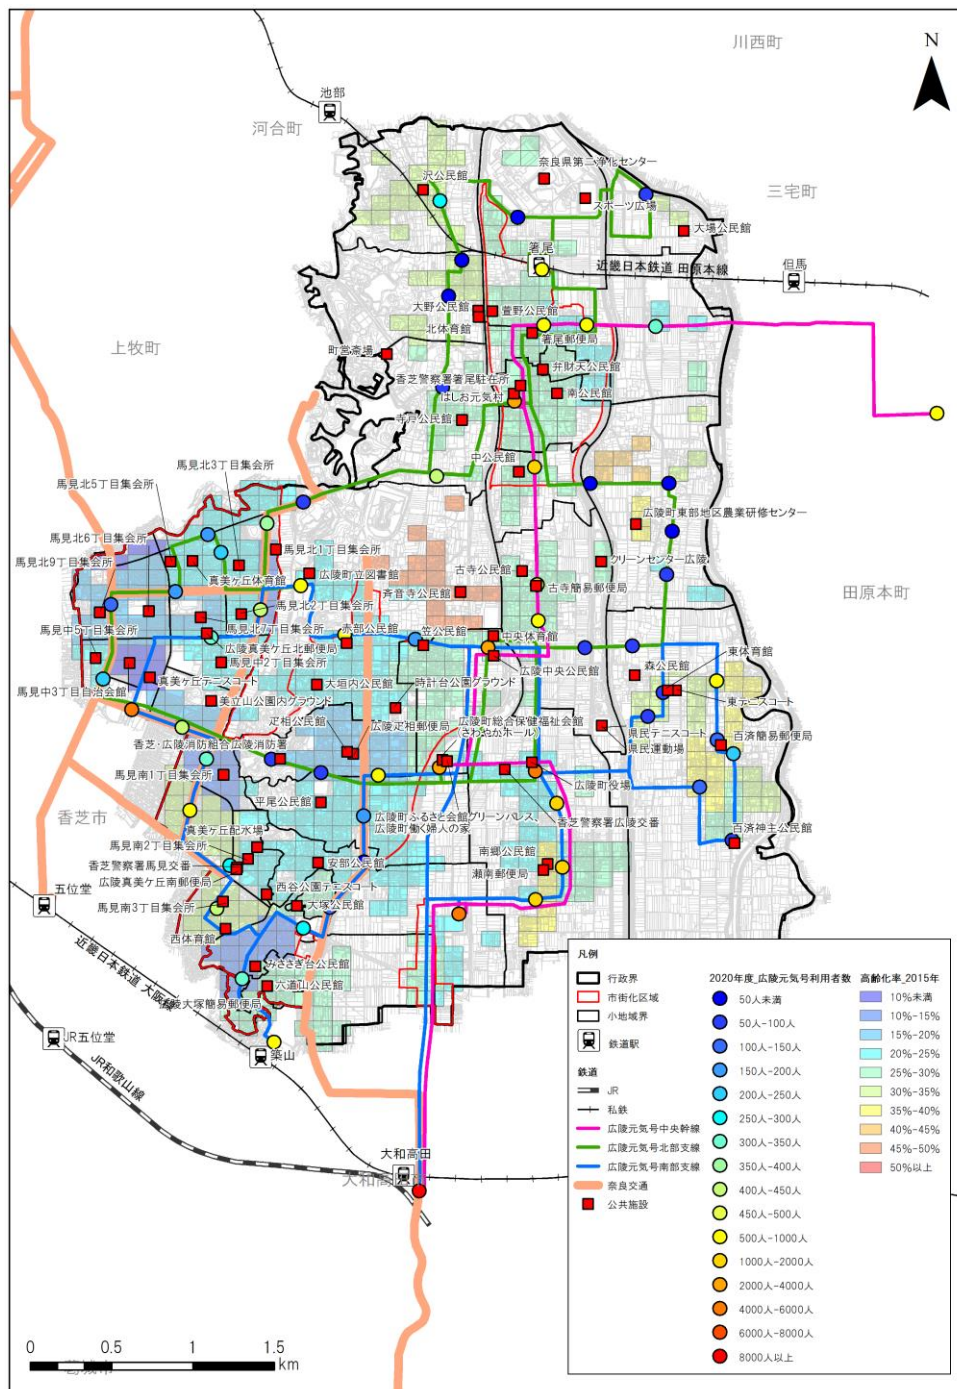 川西町
N
池部
河合町
奈良県第二浄化センター
沢公民館
三宅町
スポーツ広場
大場公民館
箸尾
近畿日本鉄道 田原本線
但馬
大野公民館
萱野公民館
北体育館
箸尾郵便局
上牧町
町営斎場
弁財天公民館
香芝警察署箸尾駐在所
はしお元気村
南公民館
寺戸公民館
馬見北3丁目集会所
中公民館
馬見北5丁目集会所
馬見北6丁目集会所
広陵町東部地区農業研修センター
馬見北9丁目集会所
馬見北1丁目集会所
真美ヶ丘体育館
広陵町立図書館
古寺公民館
クリーンセンター広陵
斉音寺公民館
古寺簡易郵便局
田原本町
馬見北2丁目集会所
馬見中5丁目集会所
馬見北7丁目集会所
赤部公民館
笠公民館
中央体育館
広陵真美ケ丘北郵便局
馬見中2丁目集会所
広陵中央公民館
森公民館
東体育館
馬見中3丁目自治会館
真美ケ丘テニスコート
大垣内公民館
時計台公園グラウンド
東テニスコート
美立山公園内グラウンド
疋相公民館
広陵疋相郵便局
広陵町総合保健福祉会館
(さわやかホール)
県民テニスコート
百済簡易郵便局
県民運動場
香芝・広陵消防組合広陵消防署
馬見南1丁目集会所
広陵町役場
香芝市
平尾公民館
広陵町ふるさと会館グリーンパレス、
広陵町働く婦人の家
香芝警察署広陵交番
百済神主公民館
真美ケ丘配水場
馬見南2丁目集会所
香芝警察署馬見交番
安部公民館
南郷公民館
広陵真美ケ丘南郵便局
瀬南郵便局
五位堂
西谷公園テニスコート
馬見南3丁目集会所
大塚公民館
西体育館
近畿日本鉄道 大阪線
みささぎ台公民館
六道山公民館
広陵大塚簡易郵便局
JR五位堂
築山
JR和歌山線
大和高田
凡例
行政界
市街化区域
小地域界
鉄道駅
鉄道
JR
私鉄
広陵元気号中央幹線
広陵元気号北部支線
広陵元気号南部支線
奈良交通
公共施設
2020年度_広陵元気号利用者数
50人未満
50人-100人
100人-150人
150人-200人
200人-250人
250人-300人
300人-350人
350人-400人
400人-450人
450人-500人
500人-1000人
1000人-2000人
2000人-4000人
4000人-6000人
6000人-8000人
8000人以上
高齢化率_2015年
10%未満
10%-15%
15%-20%
20%-25%
25%-30%
30%-35%
35%-40%
40%-45%
45%-50%
50%以上
0 0.5 1 1.5
km